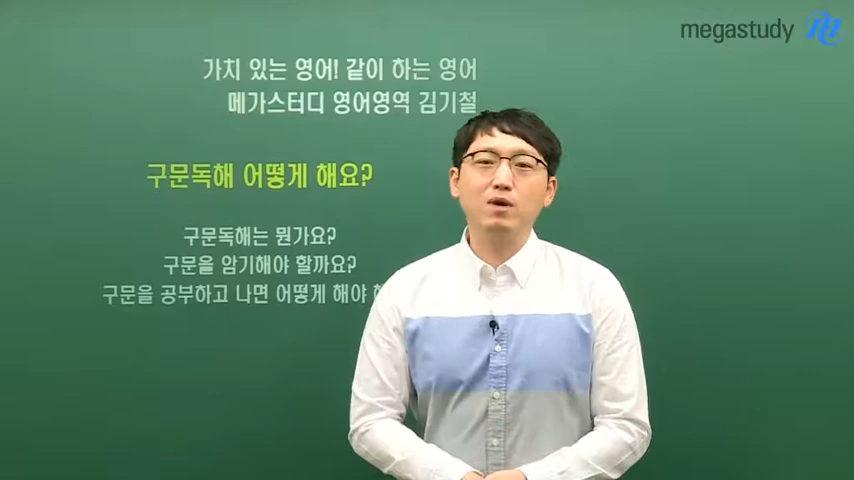 megastudy
가치 있는 영어! 같이 하는 영어
메가스터디 영어영역 김기철
구문독해 어떻게 해요?
구문독해는 뭔가요?
구문을 암기해야 할까요?
구문을 공부하고 나면 어떻게 해야